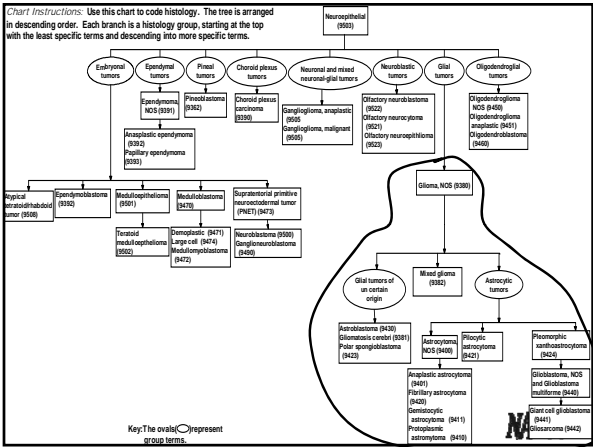 Chart Instructions: Use this chart to code histology. The tree is arranged
in descending order. Each branch is a histology group, starting at the top
with the least specific terms and descending into more specific terms.
Neuroepithelial
(9503)
Embryonal
tumors
Ependymal
tumors
Pineal
tumors
Choroid plexus
tumors
Neuronal and mixed
neuronal-glial tumors
Neuroblastic
tumors
Glial
tumors
Oligodendroglial
tumors
Ependymoma,
NOS (9391)
Pineoblastoma
(9362)
Choroid plexus
carcinoma
(9390)
Ganglioglioma, anaplastic
(9505
Ganglioglioma, malignant
(9505)
Olfactory neuroblastoma
(9522)
Olfactory neurocytoma
(9521)
Olfactory neuroepithlioma
(9523)
Oligodendroglioma
NOS (9450)
Oligodendroglioma
anaplastic (9451)
Oligodendroblastoma
(9460)
Anaplastic ependymoma
(9392)
Papillary ependymoma
(9393)
Glioma, NOS (9380)
Atypical
tetratoid/rhabdoid
tumor (9508)
Ependymoblastoma
(9392)
Medulloepithelioma
(9501)
Medulloblastoma
(9470)
Supratentorial primitive
neuroectodermal tumor
(PNET) (9473)
Teratoid
medulloepithelioma
(9502)
Demoplastic (9471)
Large cell (9474)
Medullomyoblastoma
(9472)
Neuroblastoma (9500)
Ganglioneuroblastoma
(9490)
Glial tumors of
un certain
origin
Mixed glioma
(9382)
Astrocytic
tumors
Astroblastoma (9430)
Gliomatosis cerebri (9381)
Polar spongioblastoma
(9423)
Astrocytoma,
NOS (9400)
Pilocytic
astrocytoma
(9421)
Pleomorphic
xanthoastrocytoma
(9424)
Anaplastic astrocytoma
(9401)
Fibrillary astrocytoma
(9420)
Gemistocytic
astrocytoma (9411)
Protoplasmic
astromytoma (9410)
Glioblastoma, NOS
and Glioblastoma
multiforme (9440)
Giant cell glioblastoma
(9441)
Gliosarcoma (9442)
Key:The ovals( )represent
group terms.